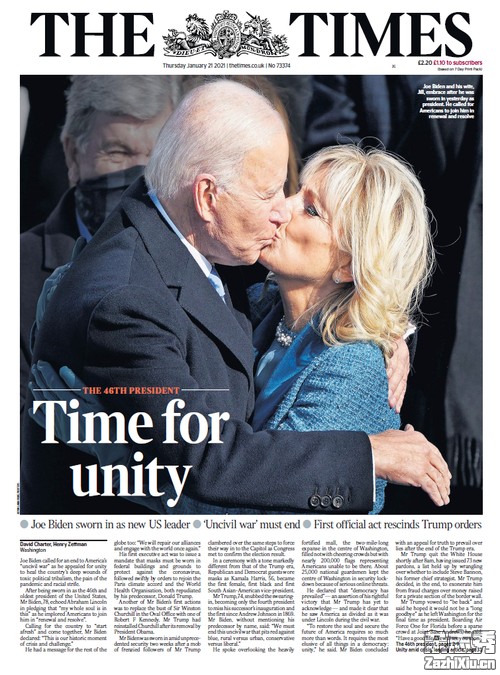 THE TIMES
DIEU ET MON DROIT
Thursday January 21 2021 | thetimes.co.uk | No 73374
£2.20 £1.10 to subscribers
(based on 7 Day Print Pack)
Joe Biden and his wife,
Jill, embrace after he was
sworn in yesterday as
president. He called for
Americans to join him in
renewal and resolve
THE 46TH PRESIDENT
Time for
unity
Joe Biden sworn in as new US leader
'Uncivil war' must end
First official act rescinds Trump orders
David Charter, Henry Zeffman
Washington
Joe Biden called for an end to America's
"uncivil war" as he appealed for unity
to heal the country's deep wounds of
toxic political tribalism, the pain of the
pandemic and racial strife.
After being sworn in as the 46th and
oldest president of the United States,
Mr Biden, 78, echoed Abraham Lincoln
in pledging that "my whole soul is in
this" as he implored Americans to join
him in "renewal and resolve".
Calling for the country to "start
afresh" and come together, Mr Biden
declared: "This is our historic moment
of crisis and challenge."
He had a message for the rest of the
globe too: "We will repair our alliances
and engage with the world once again."
His first executive act was to issue a
mandate that masks must be worn in
federal buildings and grounds to
protect against the coronavirus,
followed swiftly by orders to rejoin the
Paris climate accord and the World
Health Organisation, both repudiated
by his predecessor, Donald Trump.
Another of Mr Biden's first actions
was to replace the bust of Sir Winston
Churchill in the Oval Office with one of
Robert F Kennedy. Mr Trump had
reinstalled Churchill after its removal by
President Obama.
Mr Biden was sworn in amid unprece-
dented security two weeks after a mob
of frenzied followers of Mr Trump
clambered over the same steps to force
their way in to the Capitol as Congress
met to confirm the election result.
In a ceremony with a tone markedly
different from that of the Trump era,
Republican and Democrat guests wore
masks as Kamala Harris, 56, became
the first female, first black and first
South Asian-American vice-president.
Mr Trump, 74, snubbed the swearing-
in, becoming only the fourth president
to miss his successor's inauguration and
the first since Andrew Johnson in 1869.
Mr Biden, without mentioning his
predecessor by name, said: "We must
end this uncivil war that pits red against
blue, rural versus urban, conservative
versus liberal."
He spoke overlooking the heavily
fortified mall, the two-mile-long
expanse in the centre of Washington,
filled not with cheering crowds but with
nearly 200,000 flags representing
Americans unable to be there. About
25,000 national guardsmen kept the
centre of Washington in security lock-
down because of serious online threats.
He declared that "democracy has
prevailed" — an assertion of his rightful
victory that Mr Trump has yet to
acknowledge — and made it clear that
he saw America as divided as it was
under Lincoln during the civil war.
"To restore the soul and secure the
future of America requires so much
more than words. It requires the most
elusive of all things in a democracy:
unity," he said. Mr Biden concluded
with an appeal for truth to prevail over
lies after the end of the Trump era.
Mr Trump quit the White House
shortly after 8am, having issued 73 new
pardons, a list held up by wrangling
over whether to include Steve Bannon,
his former chief strategist. Mr Trump
decided, in the end, to exonerate him
from fraud charges over money raised
for a private section of the border wall.
Mr Trump vowed to "be back" and
said he hoped it would not be a "long
goodbye" as he left Washington for the
final time as president. Boarding Air
Force One for Florida before a sparse
crowd at Joint
"Have a good
The 46th president, pages
ZaZhiXiu.cn